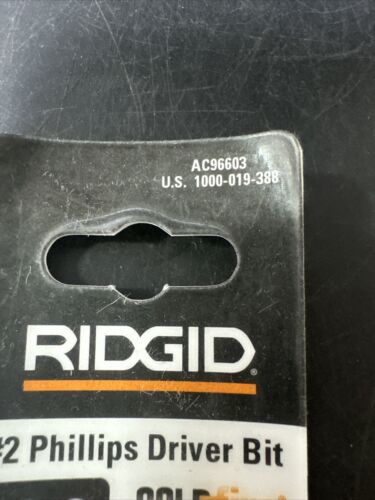 AC96603
U.S. 1000-019-388
RIDGID®
#2 Phillips Driver Bit